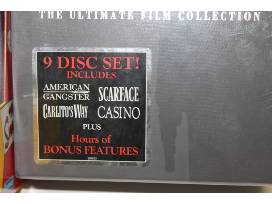 THE ULTIMATE FILM COLLECTION
9 DISC SET!
INCLUDES
AMERICAN GANGSTER
SCARFACE
CARLITO'S WAY
CASINO
PLUS
Hours of
BONUS FEATURES